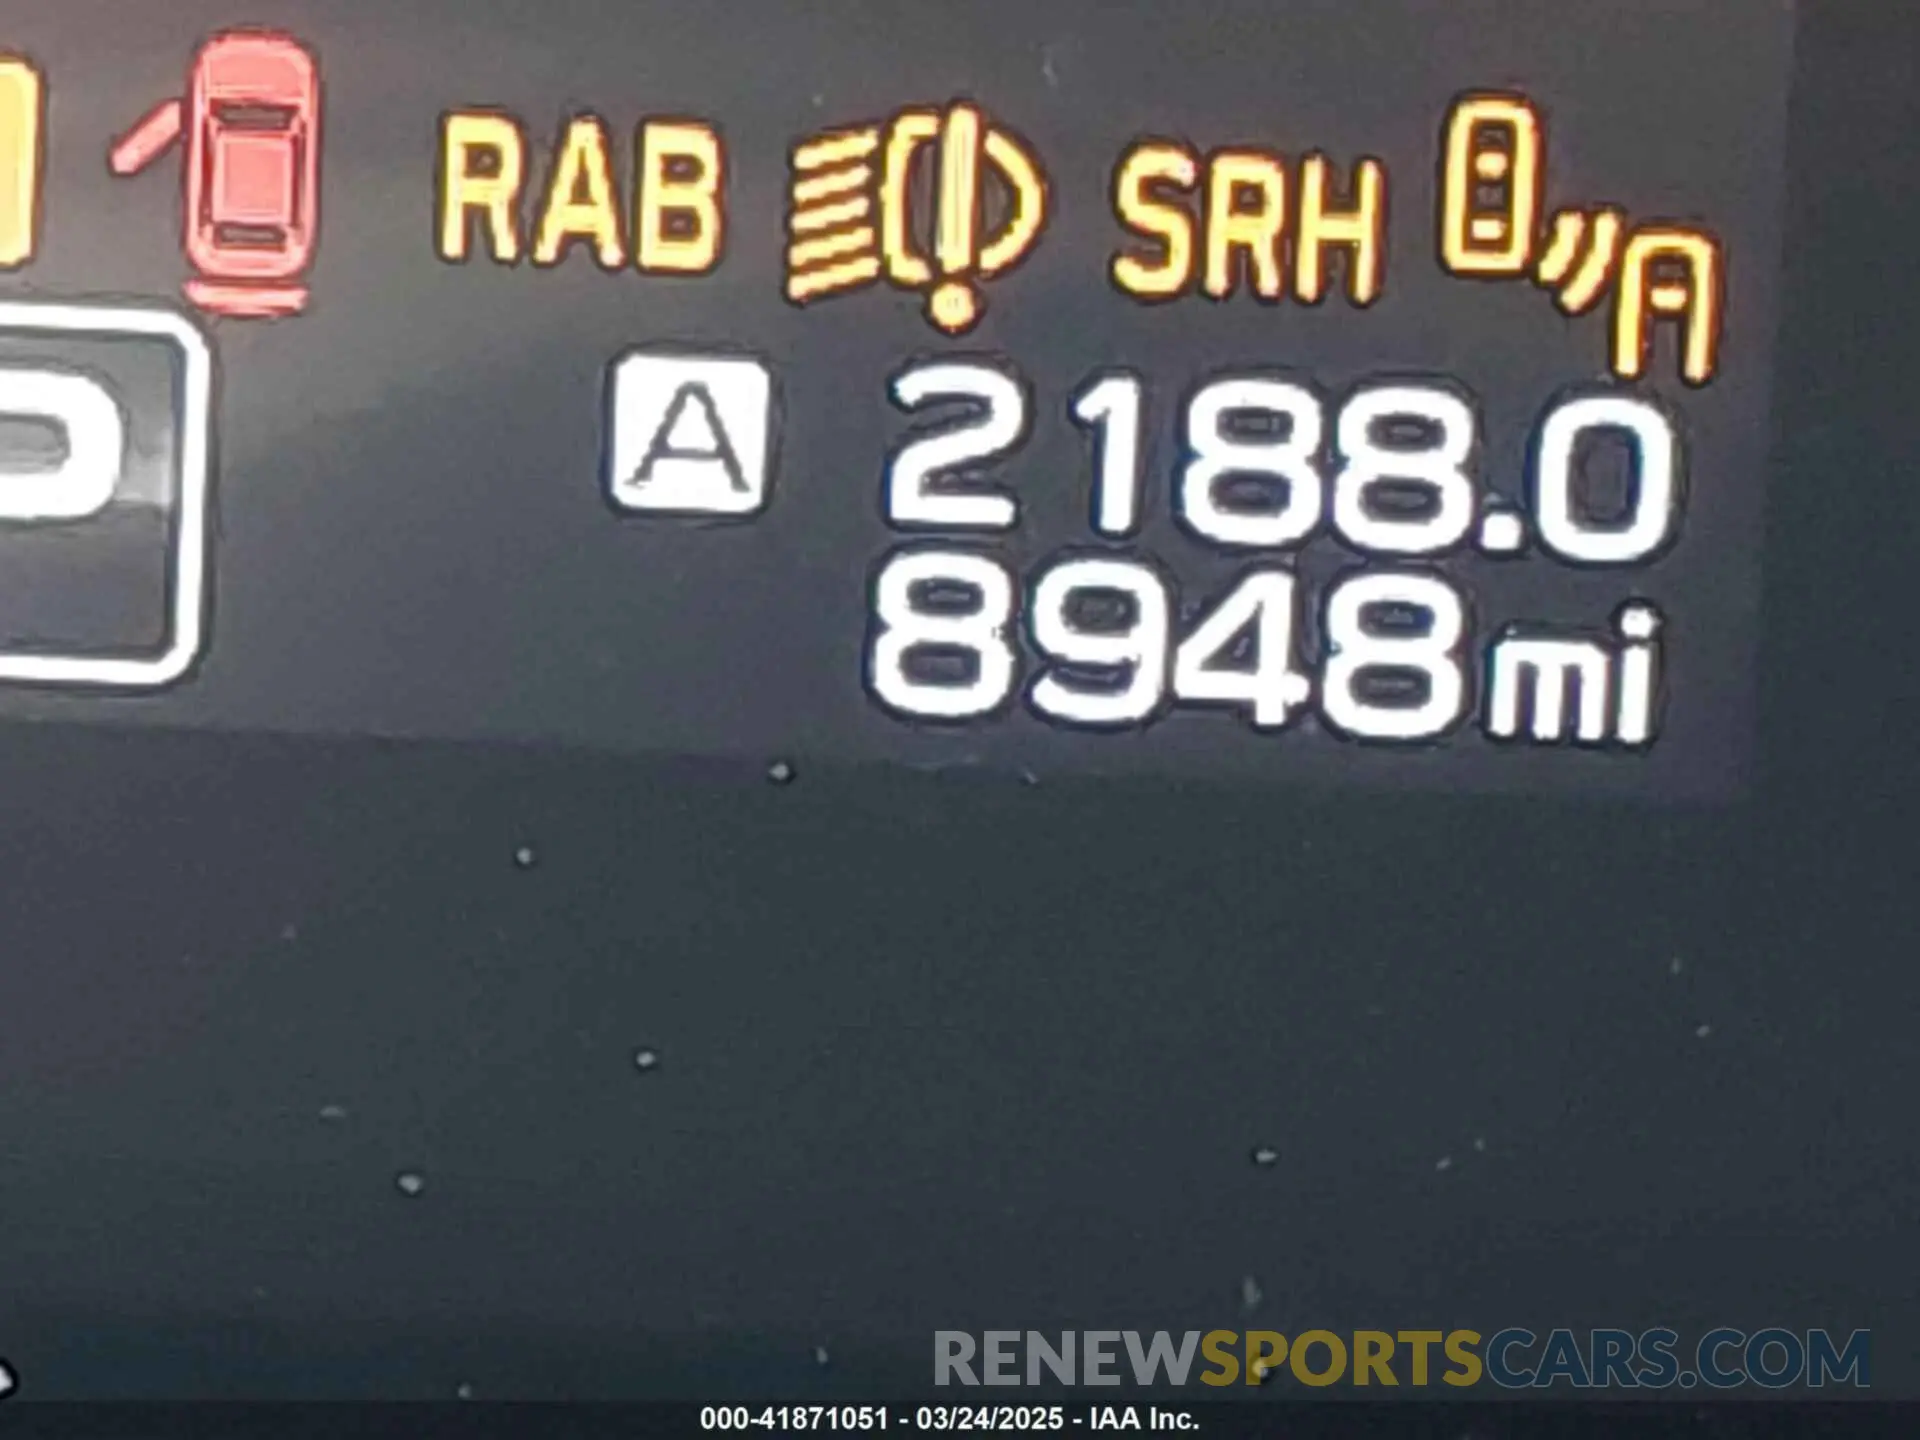 RAB SRH A
P A 2188.0
8948mi
RENEWSPORTSCARS.COM
000-41871051 - 03/24/2025 - IAA Inc.